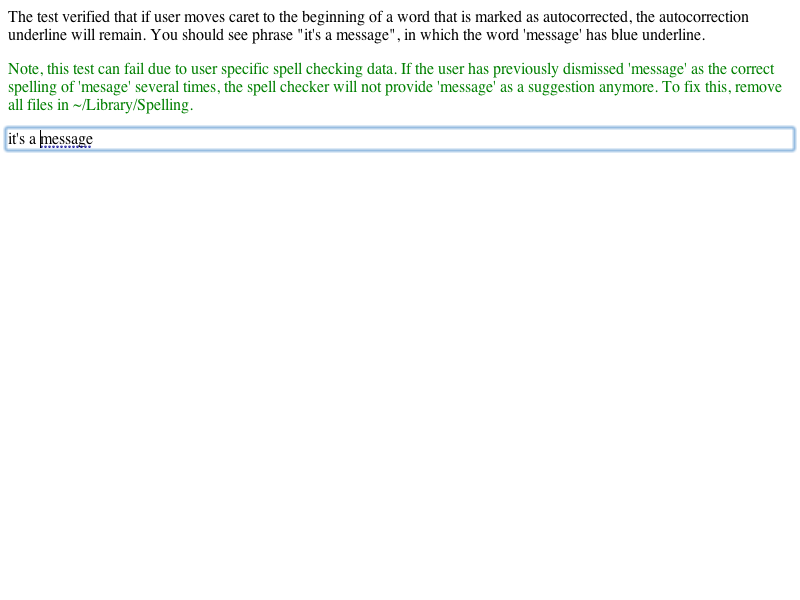 The test verified that if user moves caret to the beginning of a word that is marked as autocorrected, the autocorrection
underline will remain. You should see phrase "it's a message", in which the word 'message' has blue underline.
Note, this test can fail due to user specific spell checking data. If the user has previously dismissed 'message' as the correct
spelling of 'mesage' several times, the spell checker will not provide 'message' as a suggestion anymore. To fix this, remove
all files in ~/Library/Spelling.
it's a message